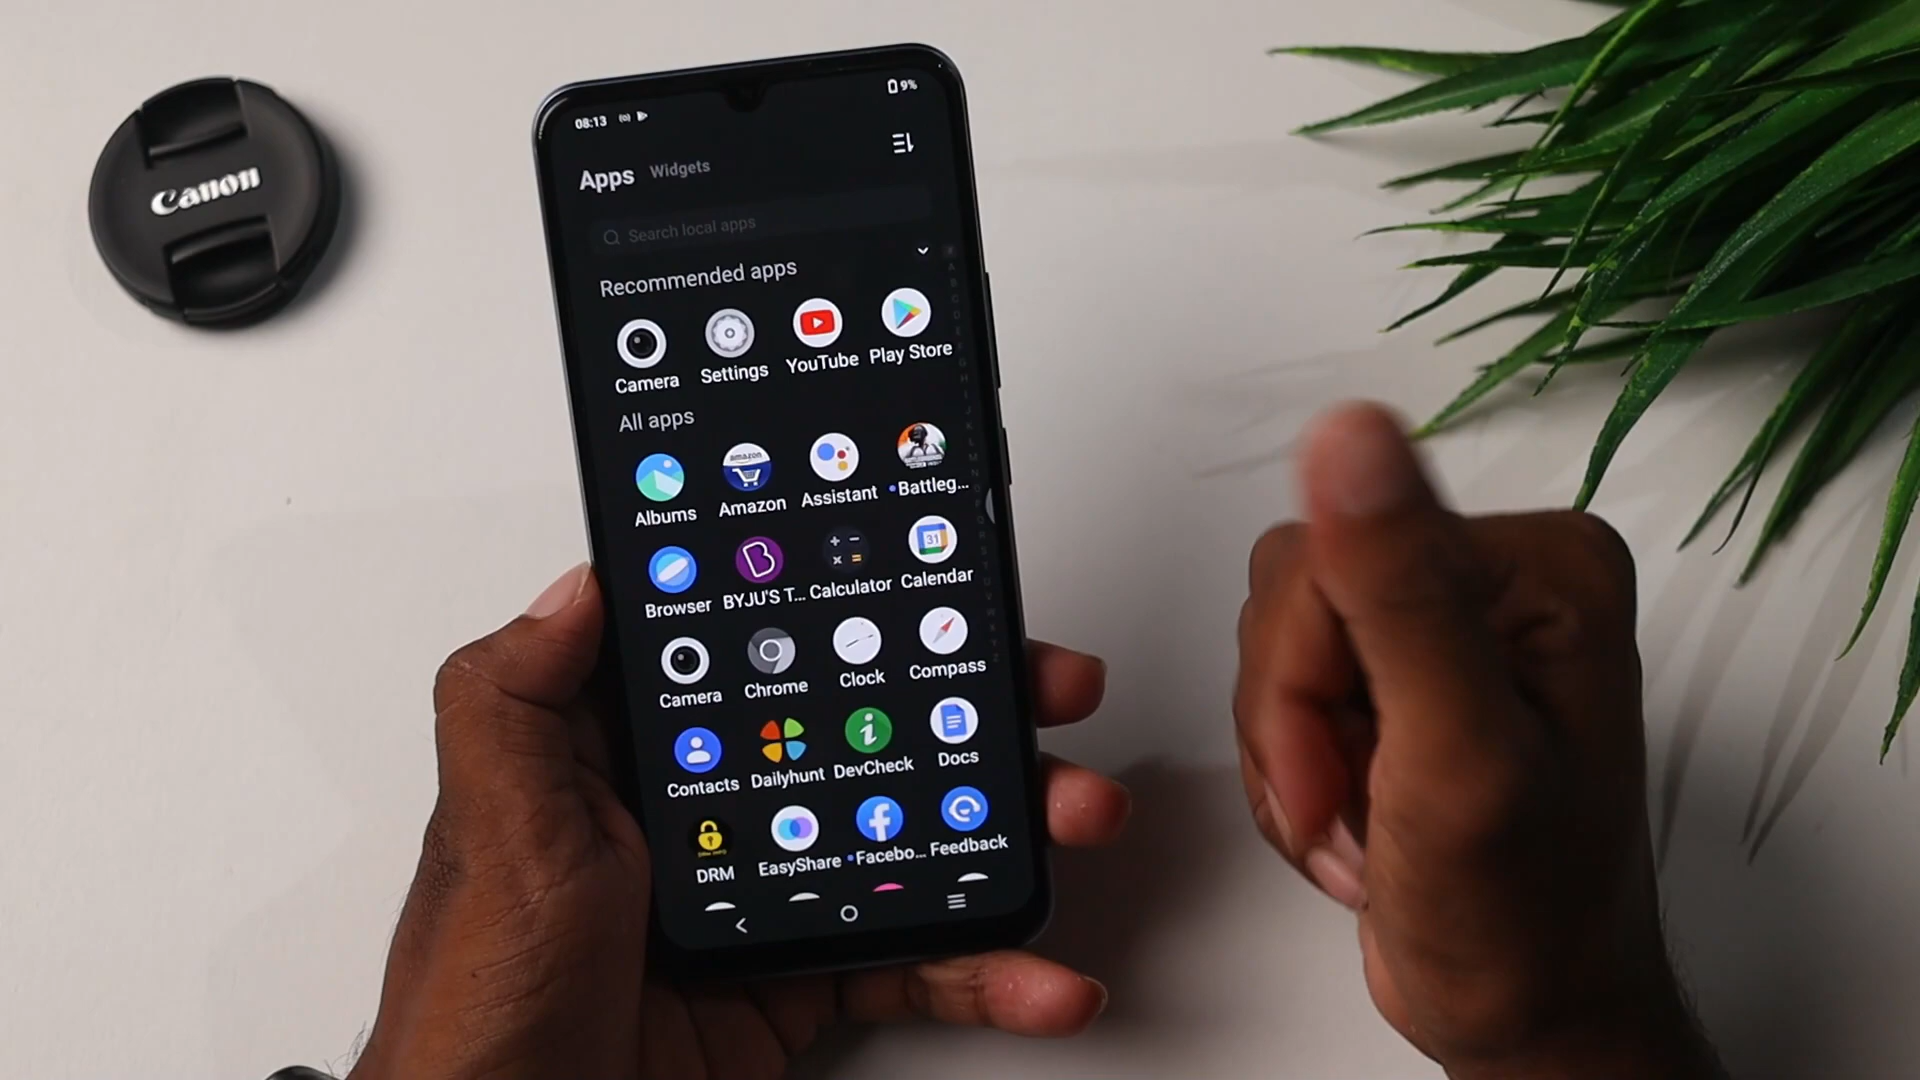 Canon
08:13
9%
Apps Widgets
Search local apps
Recommended apps
Camera Settings YouTube Play Store
All apps
amazon
Albums Amazon Assistant Battleg...
31
Browser BYJU'S T... Calculator Calendar
Camera Chrome Clock Compass
Contacts Dailyhunt DevCheck Docs
DRM EasyShare Facebo... Feedback